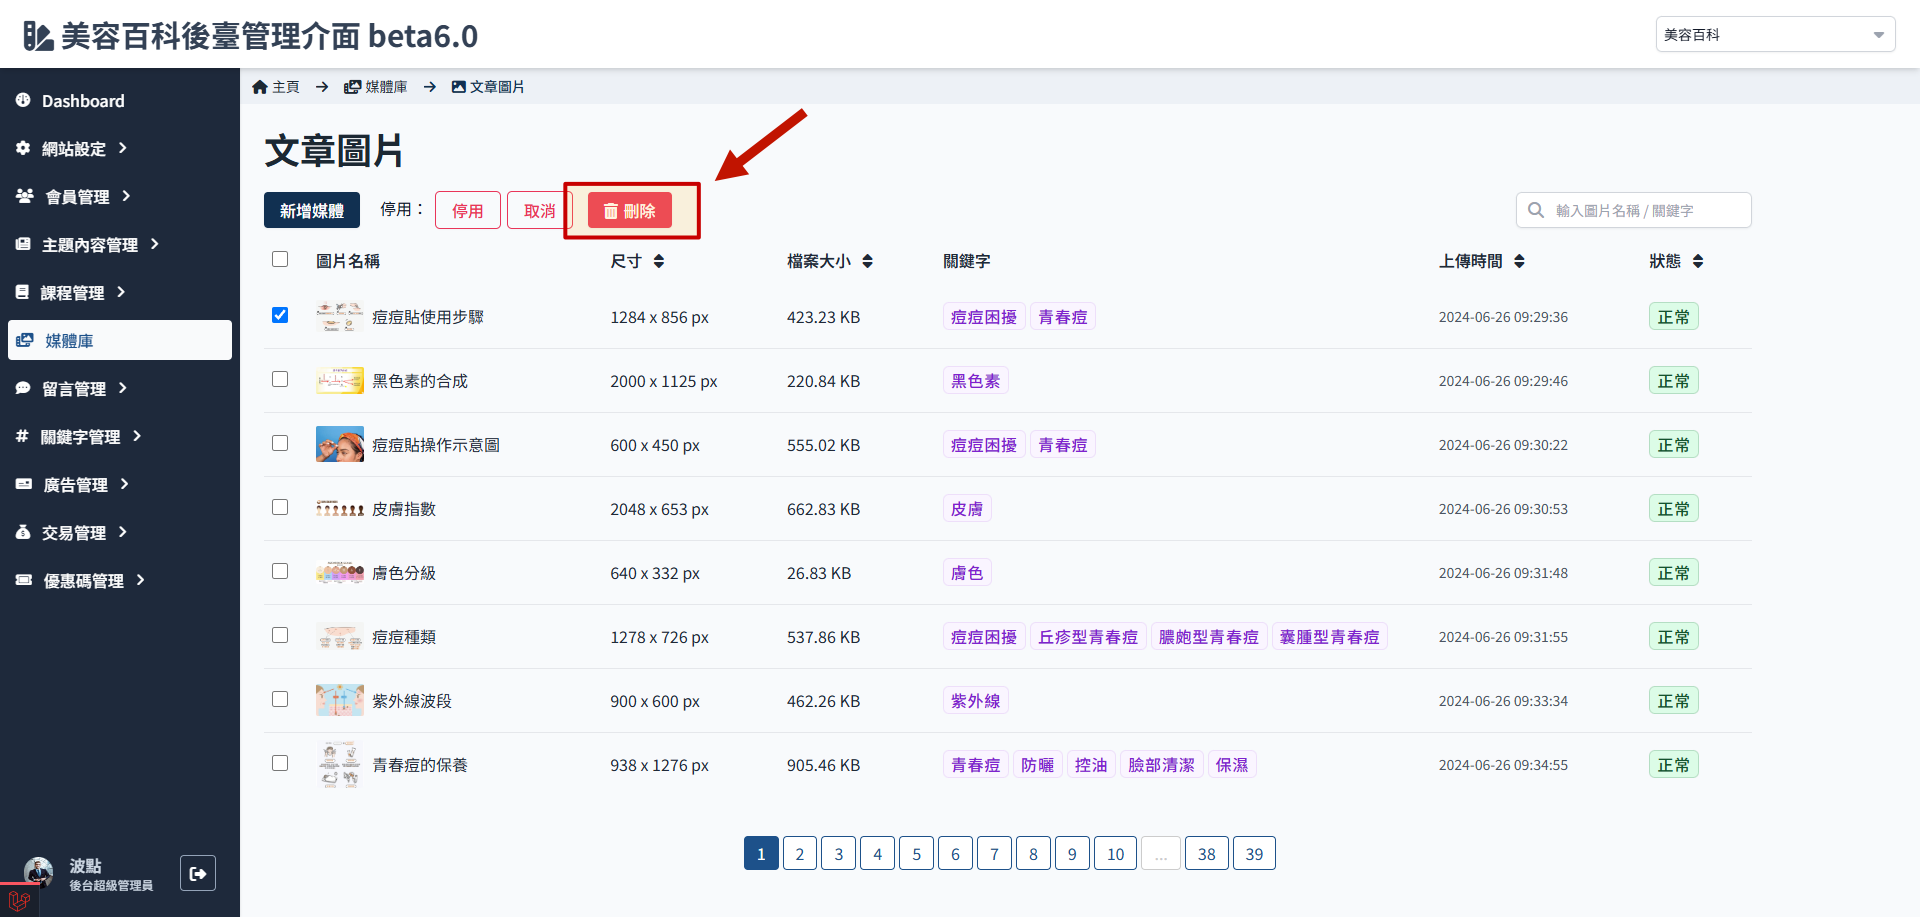 美容百科後臺管理介面 beta6.0
美容百科
Dashboard
網站設定
會員管理
主題內容管理
課程管理
媒體庫
留言管理
# 關鍵字管理
廣告管理
交易管理
優惠碼管理
波點
後台超級管理員
主頁 → 媒體庫 → 文章圖片
文章圖片
新增媒體 停用： 停用 取消 刪除
輸入圖片名稱 / 關鍵字
圖片名稱 尺寸 檔案大小 關鍵字 上傳時間 狀態
痘痘貼使用步驟 1284 x 856 px 423.23 KB 痘痘困擾 青春痘 2024-06-26 09:29:36 正常
黑色素的合成 2000 x 1125 px 220.84 KB 黑色素 2024-06-26 09:29:46 正常
痘痘貼操作示意圖 600 x 450 px 555.02 KB 痘痘困擾 青春痘 2024-06-26 09:30:22 正常
皮膚指數 2048 x 653 px 662.83 KB 皮膚 2024-06-26 09:30:53 正常
膚色分級 640 x 332 px 26.83 KB 膚色 2024-06-26 09:31:48 正常
痘痘種類 1278 x 726 px 537.86 KB 痘痘困擾 丘疹型青春痘 膿皰型青春痘 囊腫型青春痘 2024-06-26 09:31:55 正常
紫外線波段 900 x 600 px 462.26 KB 紫外線 2024-06-26 09:33:34 正常
青春痘的保養 938 x 1276 px 905.46 KB 青春痘 防曬 控油 臉部清潔 保濕 2024-06-26 09:34:55 正常
1 2 3 4 5 6 7 8 9 10 ... 38 39